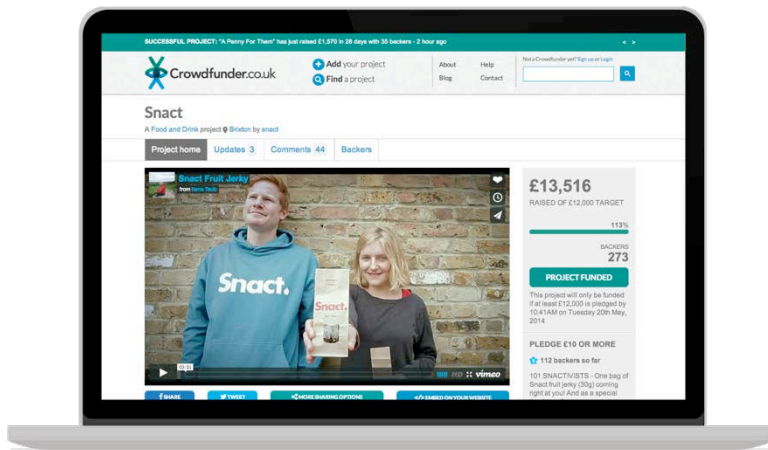 SUCCESSFUL PROJECT: "A Penny For Them" has just raised £1,570 in 28 days with 35 backers - 2 hour ago
< >
Crowdfunder.co.uk
Add your project
Find a project
About
Help
Blog
Contact
Not a Crowdfunder yet? Sign up or Login
Snact
A Food and Drink project Brixton by snact
Project home
Updates 3
Comments 44
Backers
Snact Fruit Jerky
from
Snact.
Snact.
03:31
HD
vimeo
£13,516
RAISED OF £12,000 TARGET
113%
BACKERS
273
PROJECT FUNDED
This project will only be funded
if at least £12,000 is pledged by
10:41AM on Tuesday 20th May,
2014
PLEDGE £10 OR MORE
112 backers so far
101 SNACTIVISTS - One bag of
Snact fruit jerky (30g) coming
right at you! And as a special
SHARE
TWEET
MORE SHARING OPTIONS
</> EMBED ON YOUR WEBSITE